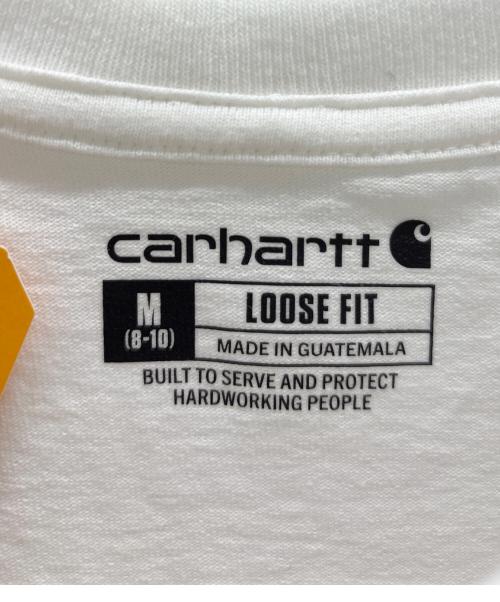 carhartt
M
(8-10)
LOOSE FIT
MADE IN GUATEMALA
BUILT TO SERVE AND PROTECT
HARDWORKING PEOPLE